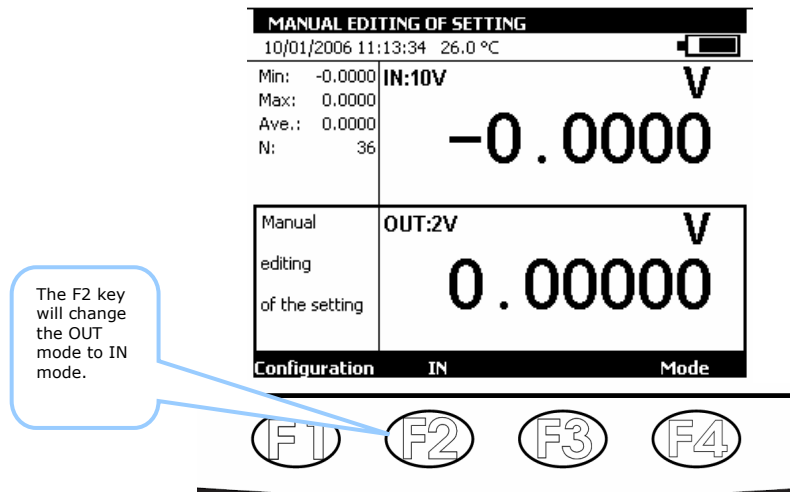 MANUAL EDITING OF SETTING
10/01/2006 11:13:34 26.0 ºC
Min: -0.0000
Max: 0.0000
Ave.: 0.0000
N: 36
IN:10V
V
-0.0000
Manual
editing
of the setting
OUT:2V
V
0.00000
Configuration IN Mode
The F2 key
will change
the OUT
mode to IN
mode.
F1 F2 F3 F4